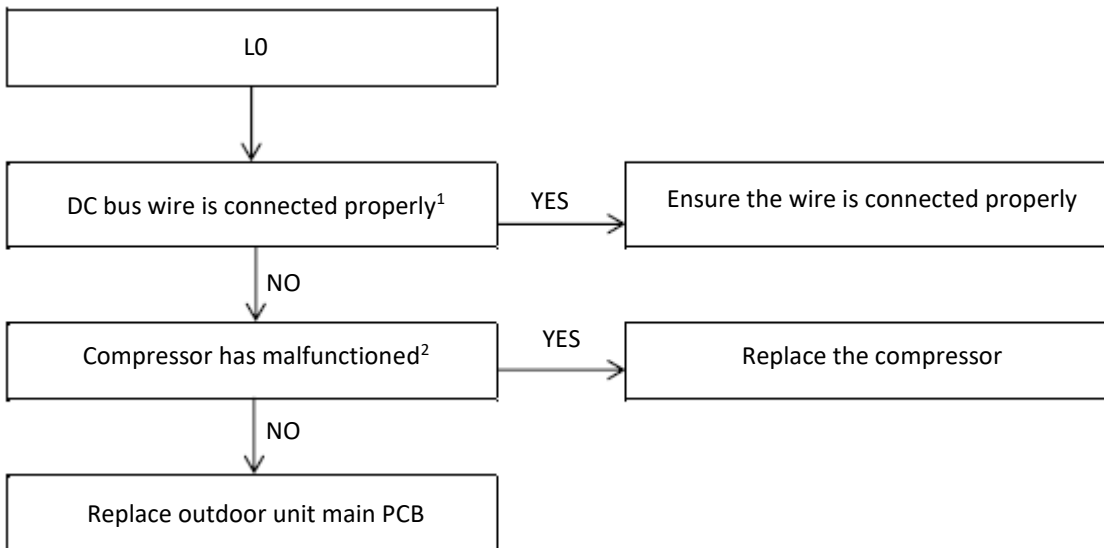 L0
DC bus wire is connected properly¹
YES
Ensure the wire is connected properly
NO
Compressor has malfunctioned²
YES
Replace the compressor
NO
Replace outdoor unit main PCB